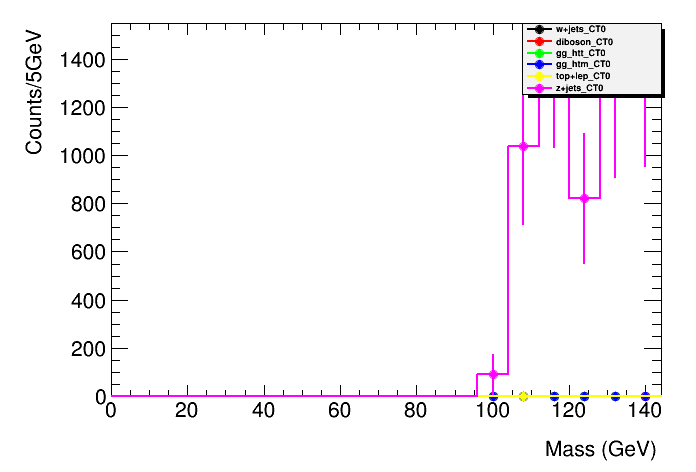 w+jets_CT0
diboson_CT0
gg_htt_CT0
gg_htm_CT0
top+lep_CT0
z+jets_CT0
Counts/5GeV
1400
1200
1000
800
600
400
200
0
0 20 40 60 80 100 120 140
Mass (GeV)